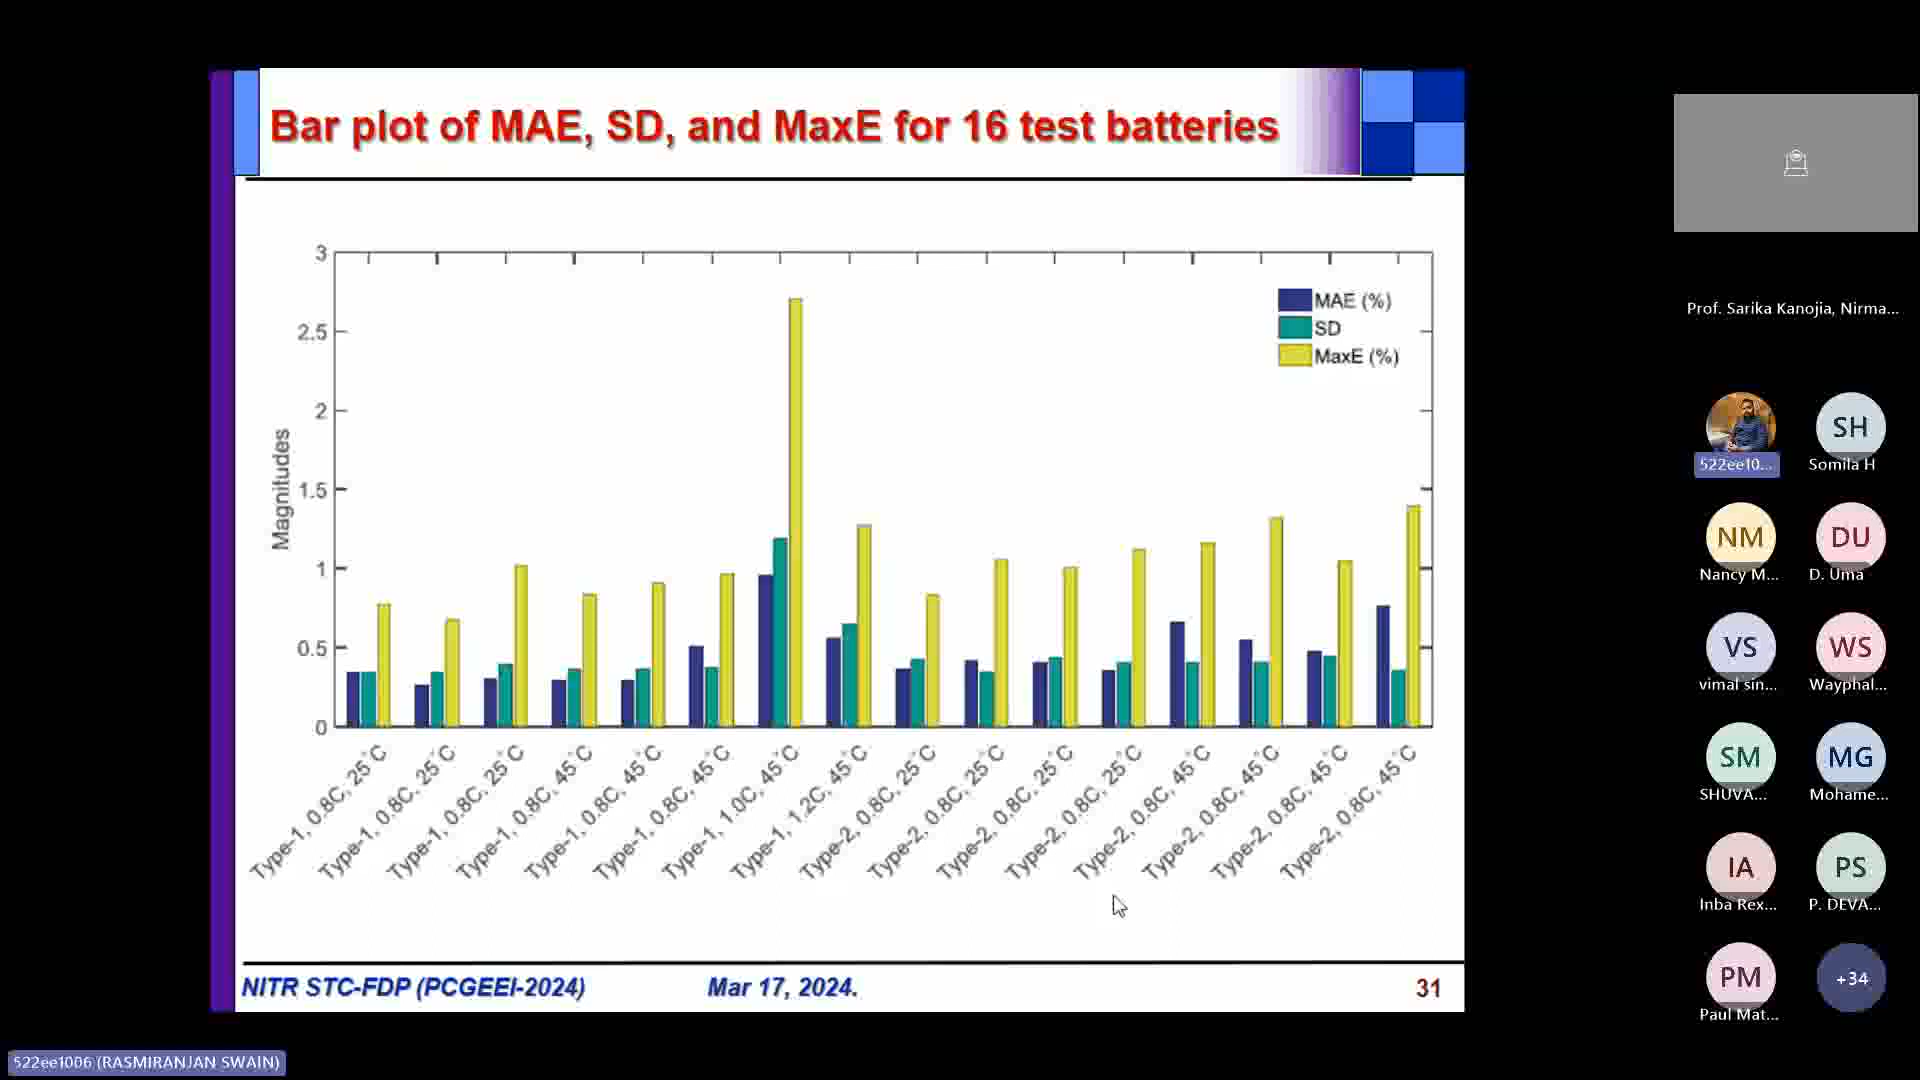 Bar plot of MAE, SD, and MaxE for 16 test batteries
3
2.5
2
1.5
1
0.5
0
Magnitudes
MAE (%)
SD
MaxE (%)
Type-1, 0.8C, 25°C
Type-1, 0.8C, 25°C
Type-1, 0.8C, 25°C
Type-1, 0.8C, 45°C
Type-1, 0.8C, 45°C
Type-1, 0.8C, 45°C
Type-1, 1.0C, 45°C
Type-1, 1.2C, 45°C
Type-2, 0.8C, 25°C
Type-2, 0.8C, 25°C
Type-2, 0.8C, 25°C
Type-2, 0.8C, 25°C
Type-2, 0.8C, 45°C
Type-2, 0.8C, 45°C
Type-2, 0.8C, 45°C
Type-2, 0.8C, 45°C
NITR STC-FDP (PCGEEI-2024) Mar 17, 2024. 31
522ee1006 (RASMIRANJAN SWAIN)
Prof. Sarika Kanojia, Nirma...
SH
522ee10... Somila H
NM DU
Nancy M... D. Uma
VS WS
vimal sin... Wayphal...
SM MG
SHUVA... Mohame...
IA PS
Inba Rex... P. DEVA...
PM +34
Paul Mat...